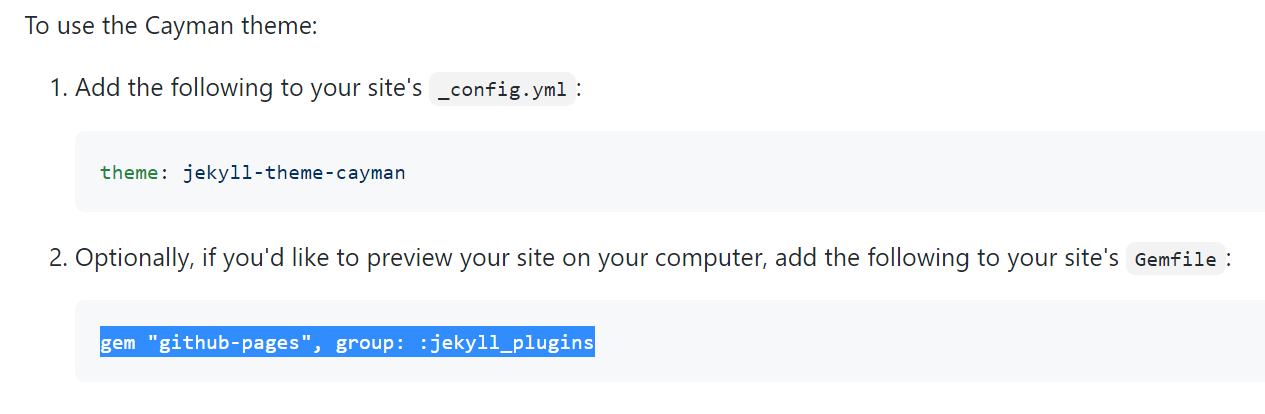 To use the Cayman theme:
1. Add the following to your site's _config.yml :
theme: jekyll-theme-cayman
2. Optionally, if you'd like to preview your site on your computer, add the following to your site's Gemfile :
gem "github-pages", group: :jekyll_plugins